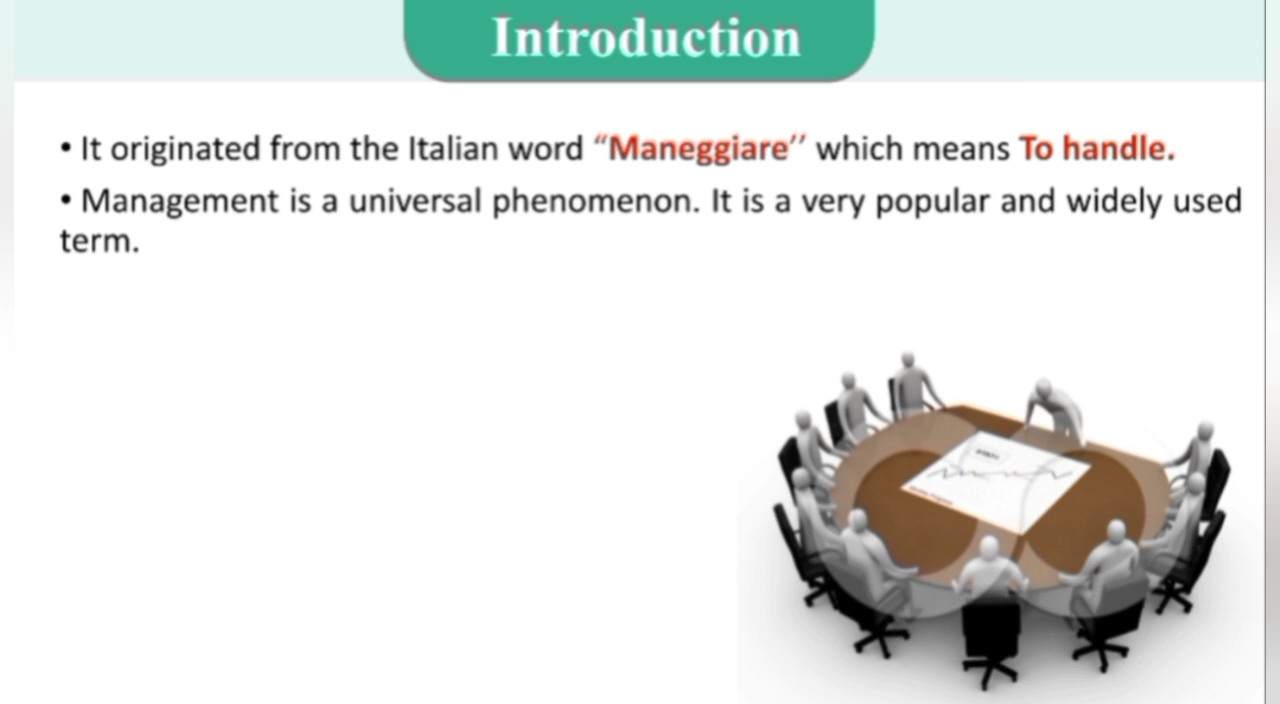 Introduction
• It originated from the Italian word “Maneggiare’’ which means To handle.
• Management is a universal phenomenon. It is a very popular and widely used
term.